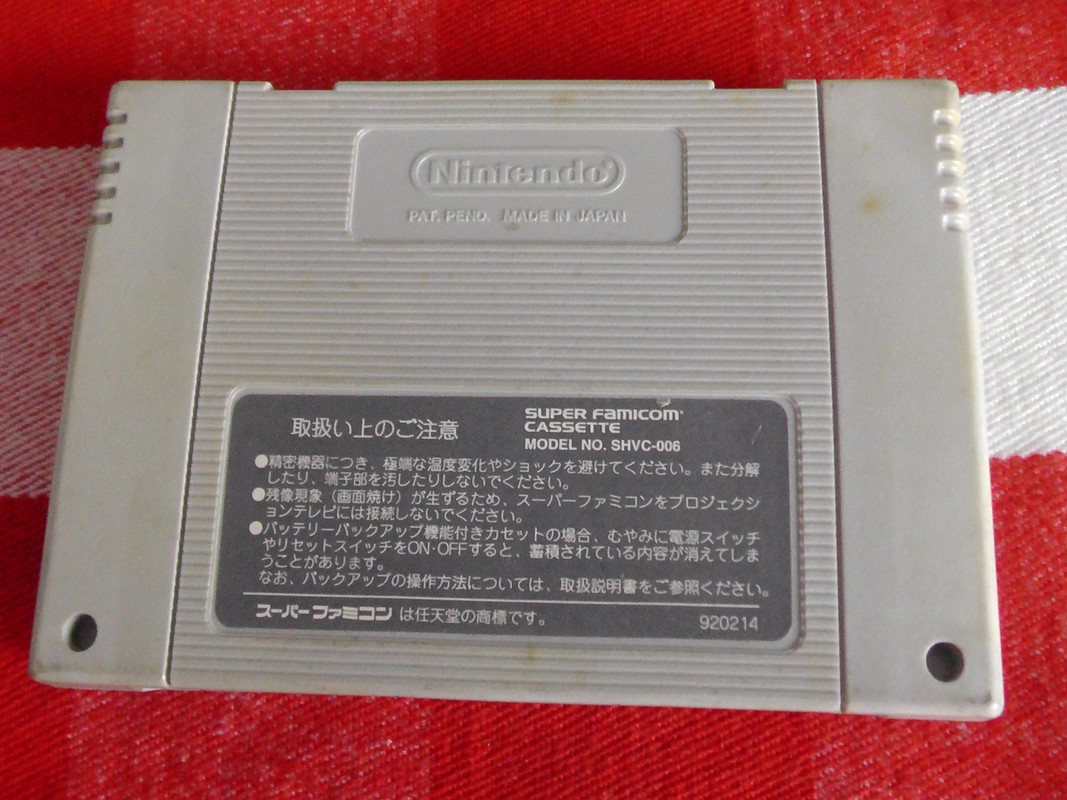 Nintendo
PAT. PEND. MADE IN JAPAN
取扱い上のご注意
SUPER FAMICOM
CASSETTE
MODEL NO. SHVC-006
●精密機器につき、極端な温度変化やショックを避けてください。また分解
したり、端子部を汚したりしないでください。
●残像現象（画面焼け）が生ずるため、スーパーファミコンをプロジェクシ
ョンテレビには接続しないでください。
●バッテリーバックアップ機能付きカセットの場合、むやみに電源スイッチ
やリセットスイッチをON・OFFすると、蓄積されている内容が消えてしま
うことがあります。
なお、バックアップの操作方法については、取扱説明書をご参照ください。
スーパーファミコンは任天堂の商標です。
920214